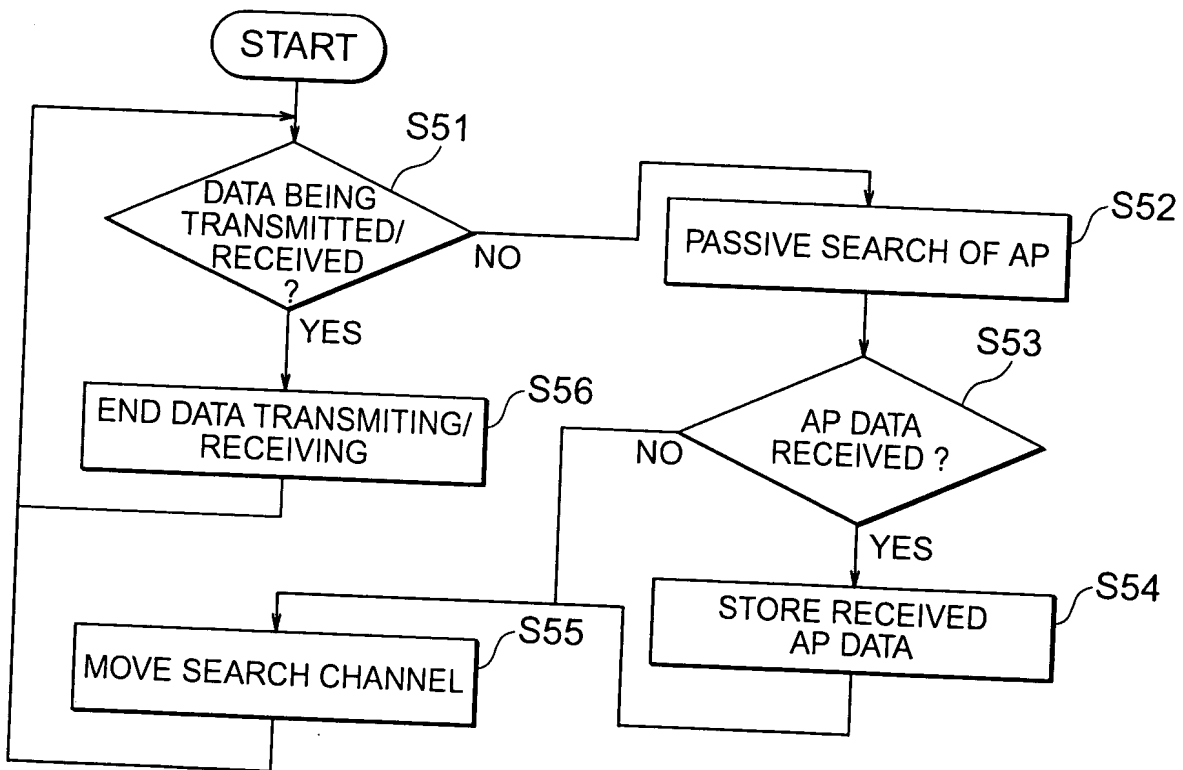 START
S51
DATA BEING
TRANSMITTED/
RECEIVED
?
NO
YES
S52
PASSIVE SEARCH OF AP
S53
AP DATA
RECEIVED ?
NO
YES
S56
END DATA TRANSMITING/
RECEIVING
S54
STORE RECEIVED
AP DATA
S55
MOVE SEARCH CHANNEL